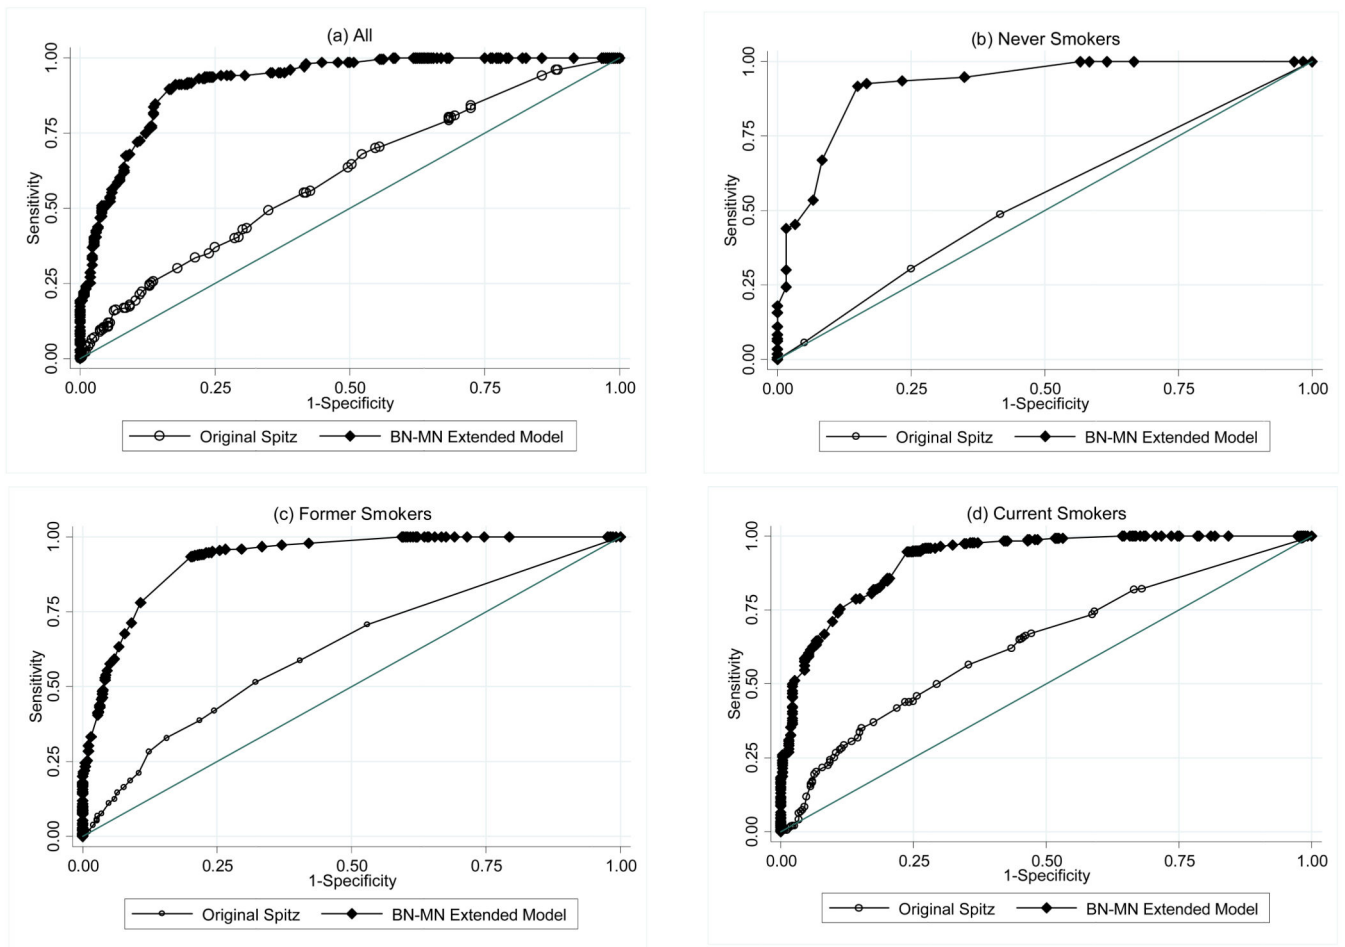 (a) All
Sensitivity
1.00
0.75
0.50
0.25
0.00
0.00 0.25 0.50 0.75 1.00
1-Specificity
Original Spitz BN-MN Extended Model
(b) Never Smokers
Sensitivity
1.00
0.75
0.50
0.25
0.00
0.00 0.25 0.50 0.75 1.00
1-Specificity
Original Spitz BN-MN Extended Model
(c) Former Smokers
Sensitivity
1.00
0.75
0.50
0.25
0.00
0.00 0.25 0.50 0.75 1.00
1-Specificity
Original Spitz BN-MN Extended Model
(d) Current Smokers
Sensitivity
1.00
0.75
0.50
0.25
0.00
0.00 0.25 0.50 0.75 1.00
1-Specificity
Original Spitz BN-MN Extended Model